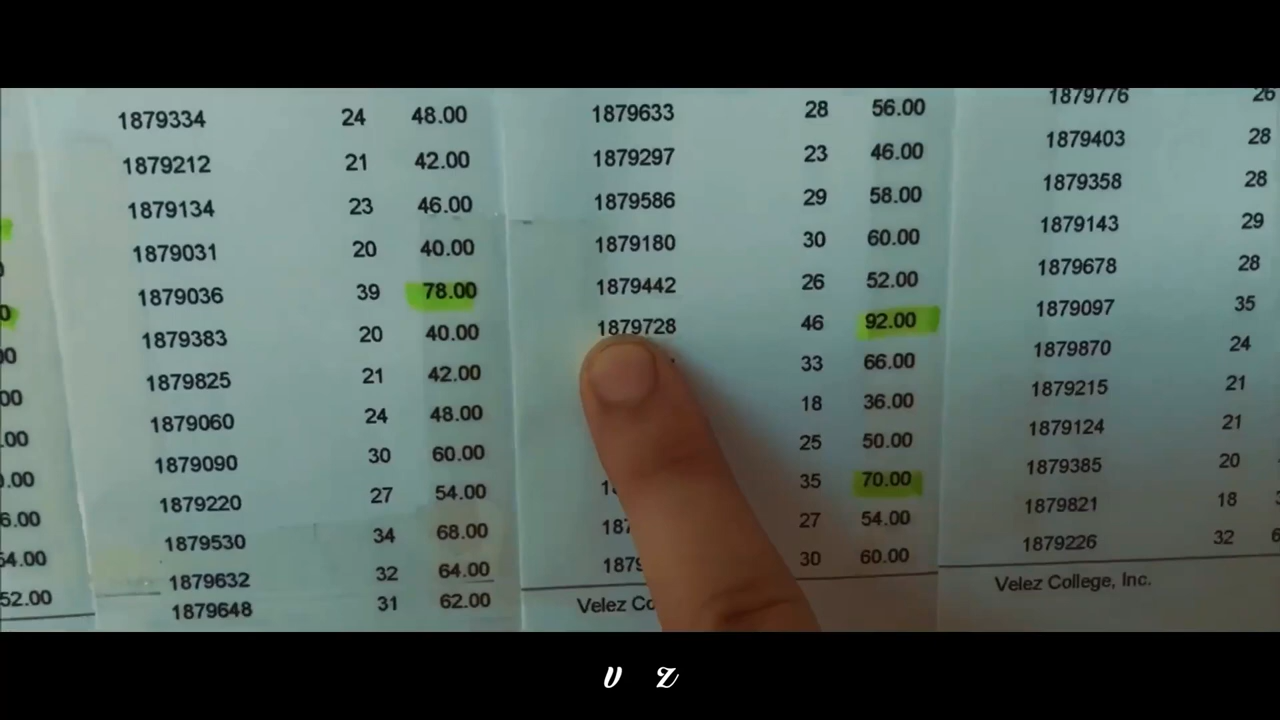 1879334 24 48.00
1879212 21 42.00
1879134 23 46.00
1879031 20 40.00
1879036 39 78.00
1879383 20 40.00
1879825 21 42.00
1879060 24 48.00
1879090 30 60.00
1879220 27 54.00
1879530 34 68.00
1879632 32 64.00
52.00 1879648 31 62.00
1879633 28 56.00
1879297 23 46.00
1879586 29 58.00
1879180 30 60.00
1879442 26 52.00
1879728 46 92.00
33 66.00
18 36.00
25 50.00
35 70.00
27 54.00
30 60.00
Velez
1879776 26
1879403 28
1879358 28
1879143 29
1879678 28
1879097 35
1879870 24
1879215 21
1879124 21
1879385 20
1879821 18
1879226 32
Velez College, Inc.
v z